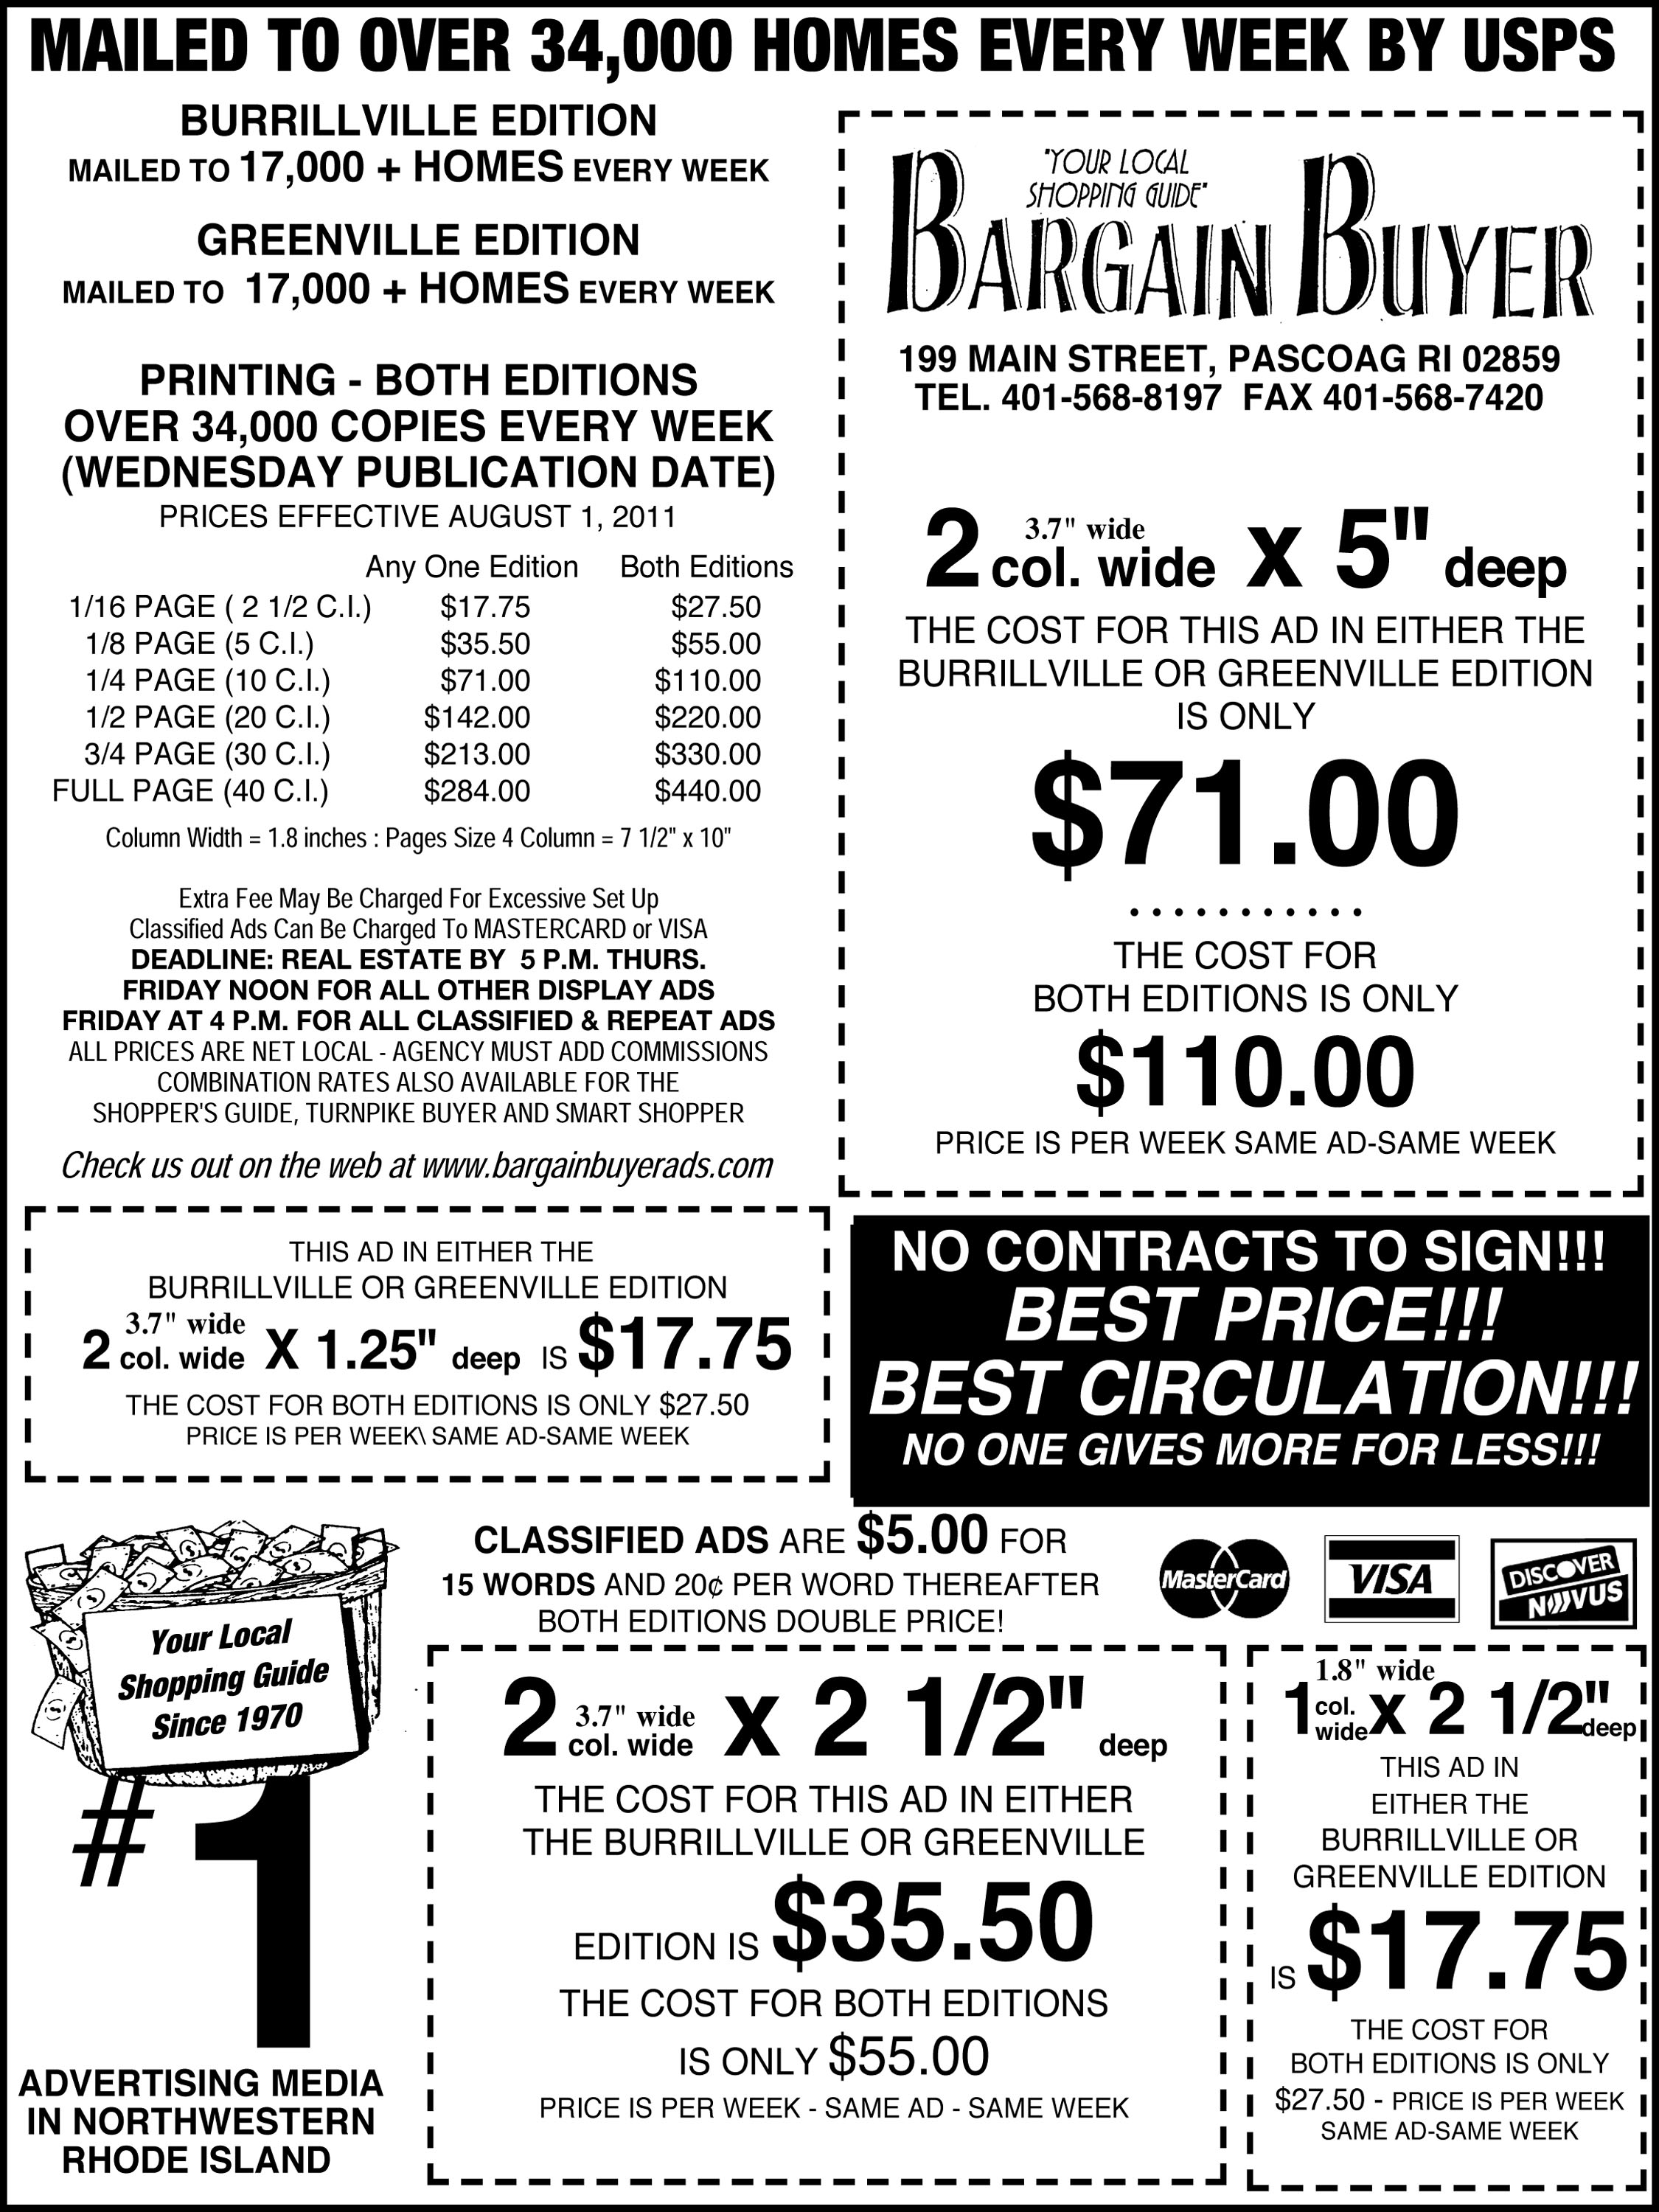 MAILED TO OVER 34,000 HOMES EVERY WEEK BY USPS
BURRILLVILLE EDITION
MAILED TO 17,000 + HOMES EVERY WEEK
GREENVILLE EDITION
MAILED TO 17,000 + HOMES EVERY WEEK
PRINTING - BOTH EDITIONS
OVER 34,000 COPIES EVERY WEEK
(WEDNESDAY PUBLICATION DATE)
PRICES EFFECTIVE AUGUST 1, 2011
Any One Edition Both Editions
1/16 PAGE ( 2 1/2 C.I.) $17.75 $27.50
1/8 PAGE (5 C.I.) $35.50 $55.00
1/4 PAGE (10 C.I.) $71.00 $110.00
1/2 PAGE (20 C.I.) $142.00 $220.00
3/4 PAGE (30 C.I.) $213.00 $330.00
FULL PAGE (40 C.I.) $284.00 $440.00
Column Width = 1.8 inches : Pages Size 4 Column = 7 1/2" x 10"
Extra Fee May Be Charged For Excessive Set Up
Classified Ads Can Be Charged To MASTERCARD or VISA
DEADLINE: REAL ESTATE BY 5 P.M. THURS.
FRIDAY NOON FOR ALL OTHER DISPLAY ADS
FRIDAY AT 4 P.M. FOR ALL CLASSIFIED & REPEAT ADS
ALL PRICES ARE NET LOCAL - AGENCY MUST ADD COMMISSIONS
COMBINATION RATES ALSO AVAILABLE FOR THE
SHOPPER'S GUIDE, TURNPIKE BUYER AND SMART SHOPPER
Check us out on the web at www.bargainbuyerads.com
"YOUR LOCAL
SHOPPING GUIDE"
BARGAIN BUYER
199 MAIN STREET, PASCOAG RI 02859
TEL. 401-568-8197 FAX 401-568-7420
3.7" wide
2 col. wide X 5" deep
THE COST FOR THIS AD IN EITHER THE
BURRILLVILLE OR GREENVILLE EDITION
IS ONLY
$71.00
...........
THE COST FOR
BOTH EDITIONS IS ONLY
$110.00
PRICE IS PER WEEK SAME AD-SAME WEEK
THIS AD IN EITHER THE
BURRILLVILLE OR GREENVILLE EDITION
3.7" wide
2 col. wide X 1.25" deep IS $17.75
THE COST FOR BOTH EDITIONS IS ONLY $27.50
PRICE IS PER WEEK\ SAME AD-SAME WEEK
NO CONTRACTS TO SIGN!!!
BEST PRICE!!!
BEST CIRCULATION!!!
NO ONE GIVES MORE FOR LESS!!!
CLASSIFIED ADS ARE $5.00 FOR
15 WORDS AND 20¢ PER WORD THEREAFTER
BOTH EDITIONS DOUBLE PRICE!
MasterCard
VISA
DISCOVER
NOVUS
Your Local
Shopping Guide
Since 1970
#1
ADVERTISING MEDIA
IN NORTHWESTERN
RHODE ISLAND
3.7" wide
2 col. wide X 2 1/2" deep
THE COST FOR THIS AD IN EITHER
THE BURRILLVILLE OR GREENVILLE
EDITION IS $35.50
THE COST FOR BOTH EDITIONS
IS ONLY $55.00
PRICE IS PER WEEK - SAME AD - SAME WEEK
1.8" wide
1 col. wide X 2 1/2" deep
THIS AD IN
EITHER THE
BURRILLVILLE OR
GREENVILLE EDITION
IS $17.75
THE COST FOR
BOTH EDITIONS IS ONLY
$27.50 - PRICE IS PER WEEK
SAME AD-SAME WEEK